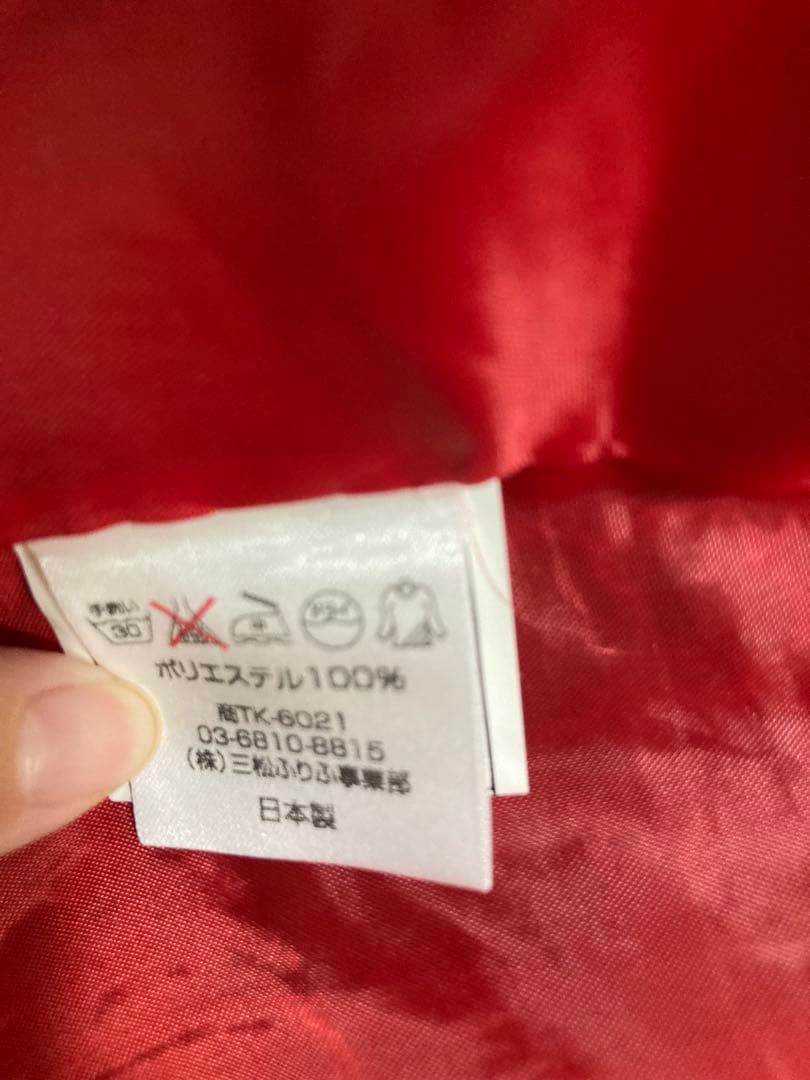 手洗い
30
ドライ
ポリエステル100%
商TK-6021
03-6810-8815
(株)三松ふりふ事業部
日本製